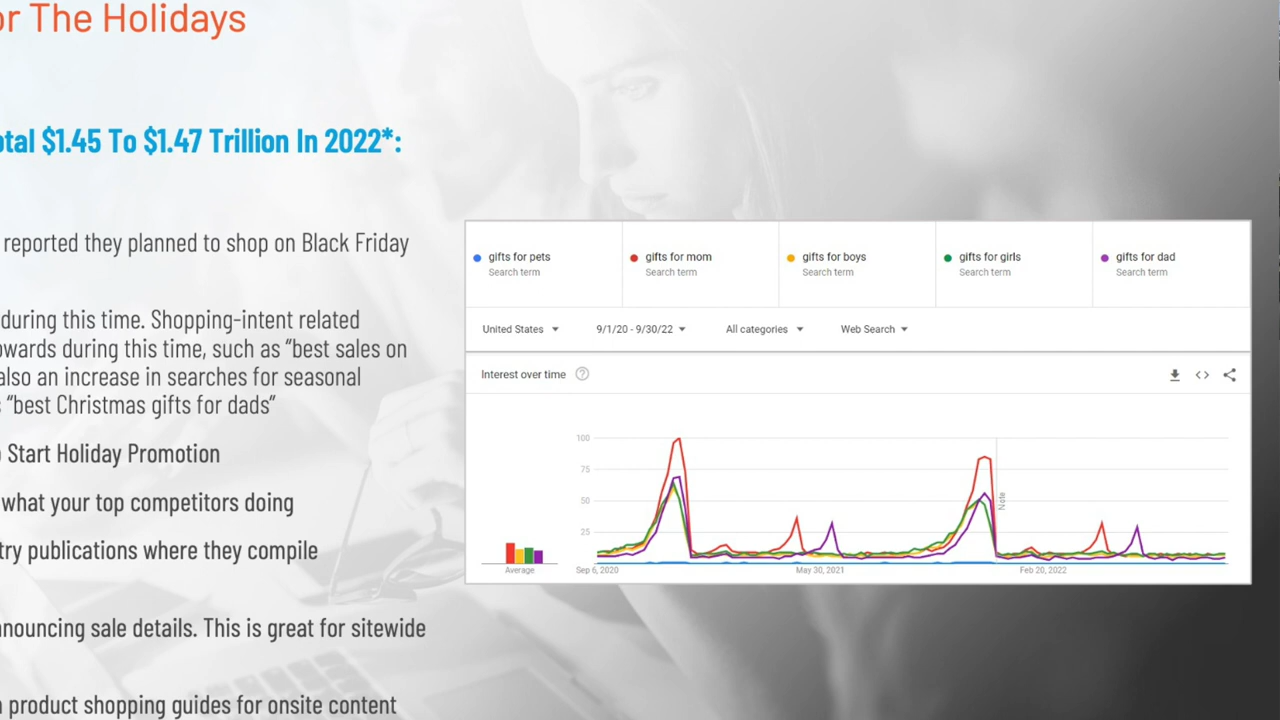 or The Holidays
otal $1.45 To $1.47 Trillion In 2022*:
reported they planned to shop on Black Friday
during this time. Shopping-intent related
owards during this time, such as “best sales on
also an increase in searches for seasonal
“best Christmas gifts for dads”
Start Holiday Promotion
what your top competitors doing
try publications where they compile
nnouncing sale details. This is great for sitewide
product shopping guides for onsite content
gifts for pets
Search term
gifts for mom
Search term
gifts for boys
Search term
gifts for girls
Search term
gifts for dad
Search term
United States 9/1/20 - 9/30/22 All categories Web Search
Interest over time
100
75
50
25
Note
Average
Sep 6, 2020 May 30, 2021 Feb 20, 2022